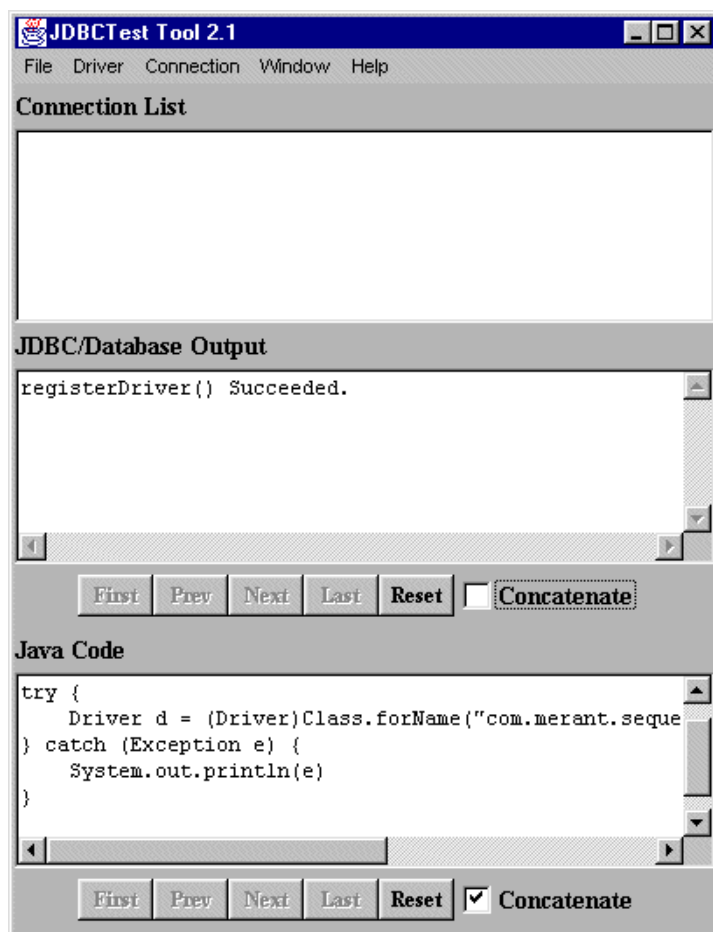 JDBCTest Tool 2.1
File Driver Connection Window Help
Connection List
JDBC/Database Output
registerDriver() Succeeded.
First Prev Next Last Reset Concatenate
Java Code
try {
    Driver d = (Driver)Class.forName("com.merant.seque
} catch (Exception e) {
    System.out.println(e)
}
First Prev Next Last Reset Concatenate